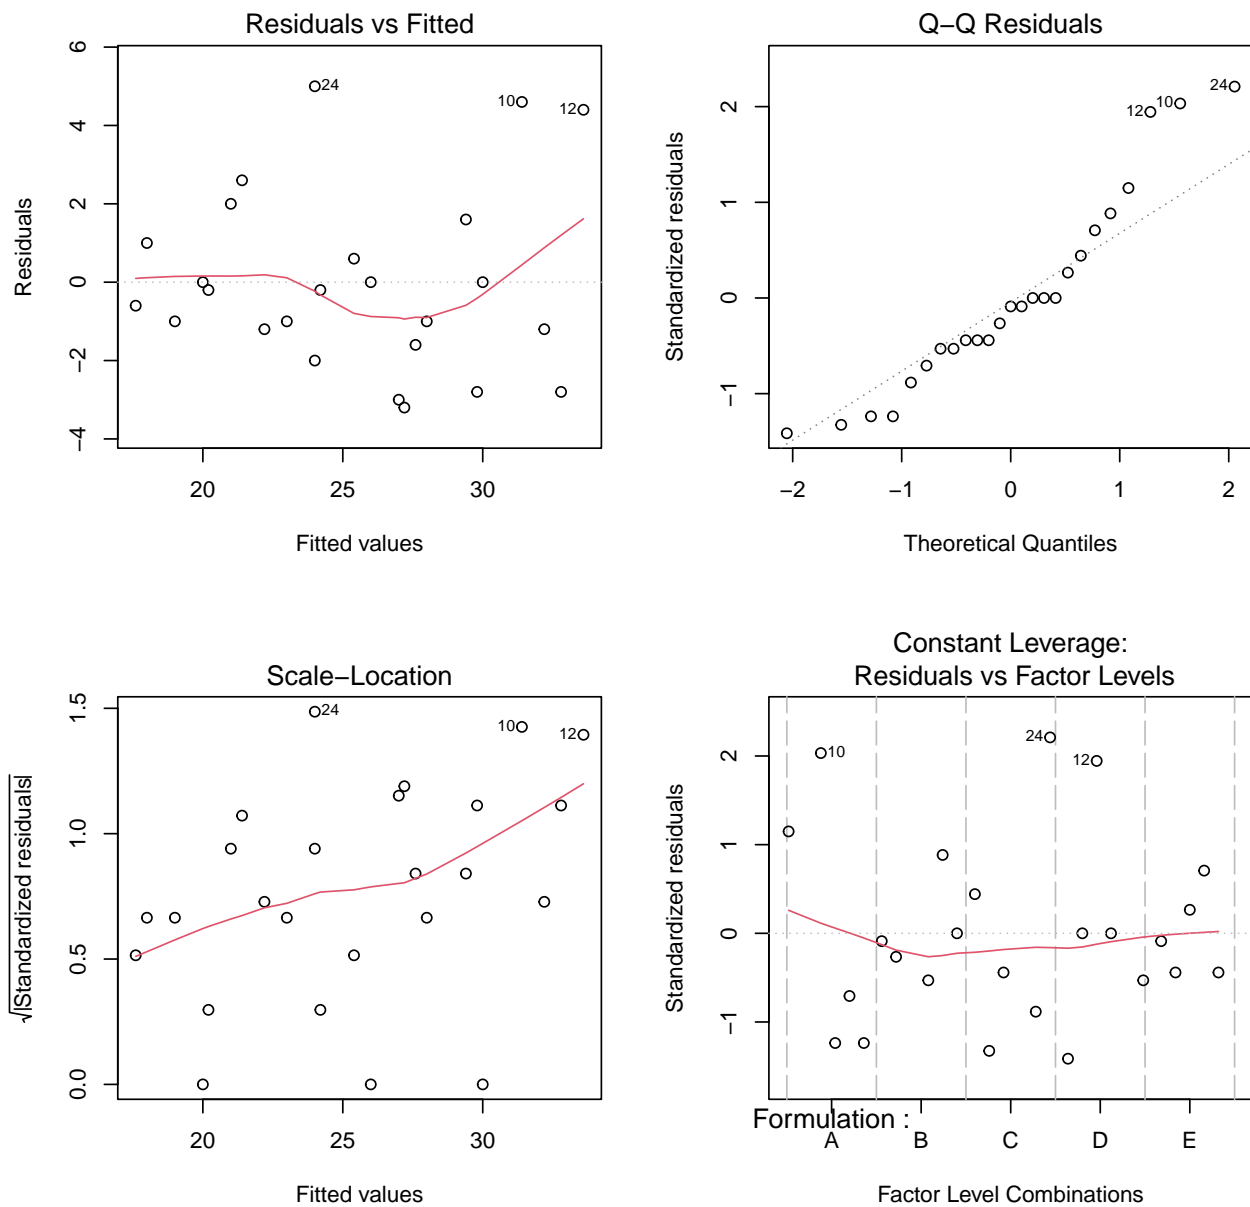 Residuals vs Fitted
Residuals
−4 −2 0 2 4 6
24
10
12
20 25 30
Fitted values
Q−Q Residuals
Standardized residuals
−1 0 1 2
12
10
24
−2 −1 0 1 2
Theoretical Quantiles
Scale−Location
√|Standardized residuals|
0.0 0.5 1.0 1.5
24
10
12
20 25 30
Fitted values
Constant Leverage:
Residuals vs Factor Levels
Standardized residuals
−1 0 1 2
10
24
12
Formulation :
A B C D E
Factor Level Combinations